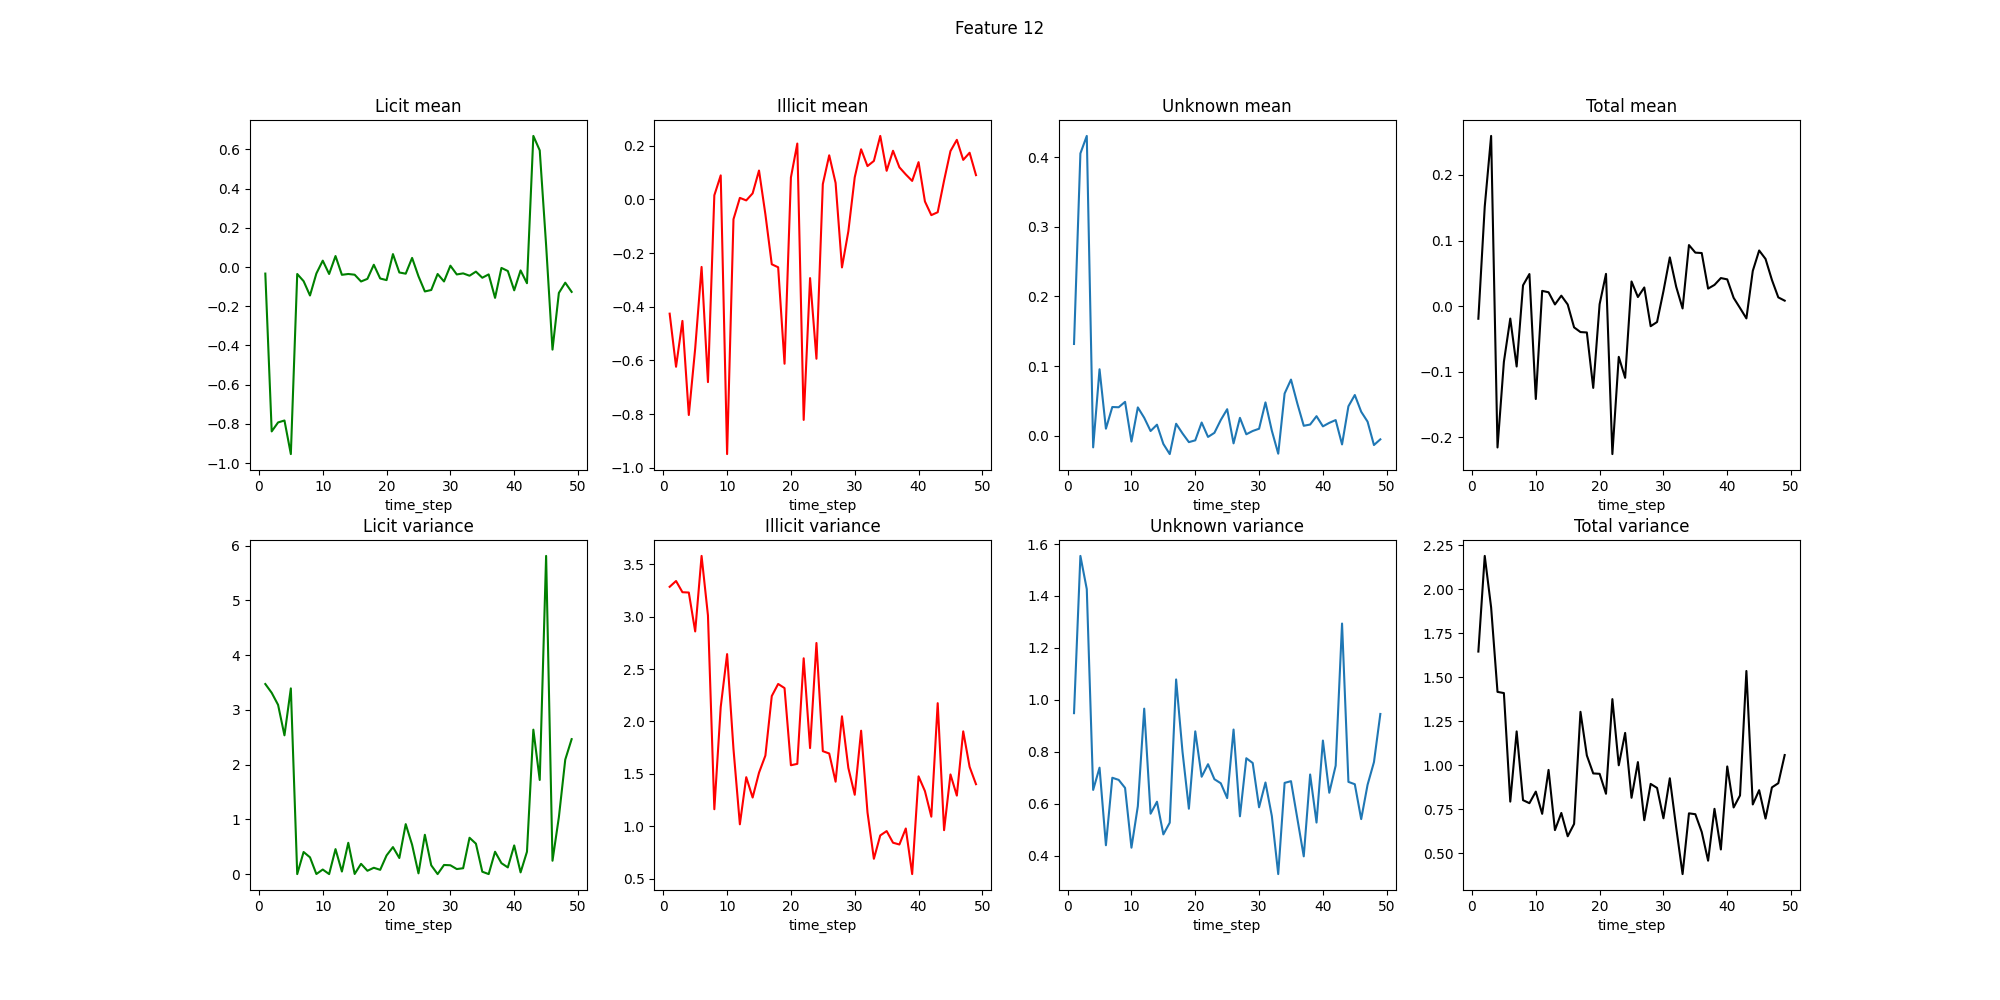 Feature 12
Licit mean
Illicit mean
Unknown mean
Total mean
0.6
0.4
0.2
0.0
−0.2
−0.4
−0.6
−0.8
−1.0
0 10 20 30 40 50
time_step
0.2
0.0
−0.2
−0.4
−0.6
−0.8
−1.0
0 10 20 30 40 50
time_step
0.4
0.3
0.2
0.1
0.0
0 10 20 30 40 50
time_step
0.2
0.1
0.0
−0.1
−0.2
0 10 20 30 40 50
time_step
Licit variance
Illicit variance
Unknown variance
Total variance
6
5
4
3
2
1
0
0 10 20 30 40 50
time_step
3.5
3.0
2.5
2.0
1.5
1.0
0.5
0 10 20 30 40 50
time_step
1.6
1.4
1.2
1.0
0.8
0.6
0.4
0 10 20 30 40 50
time_step
2.25
2.00
1.75
1.50
1.25
1.00
0.75
0.50
0 10 20 30 40 50
time_step